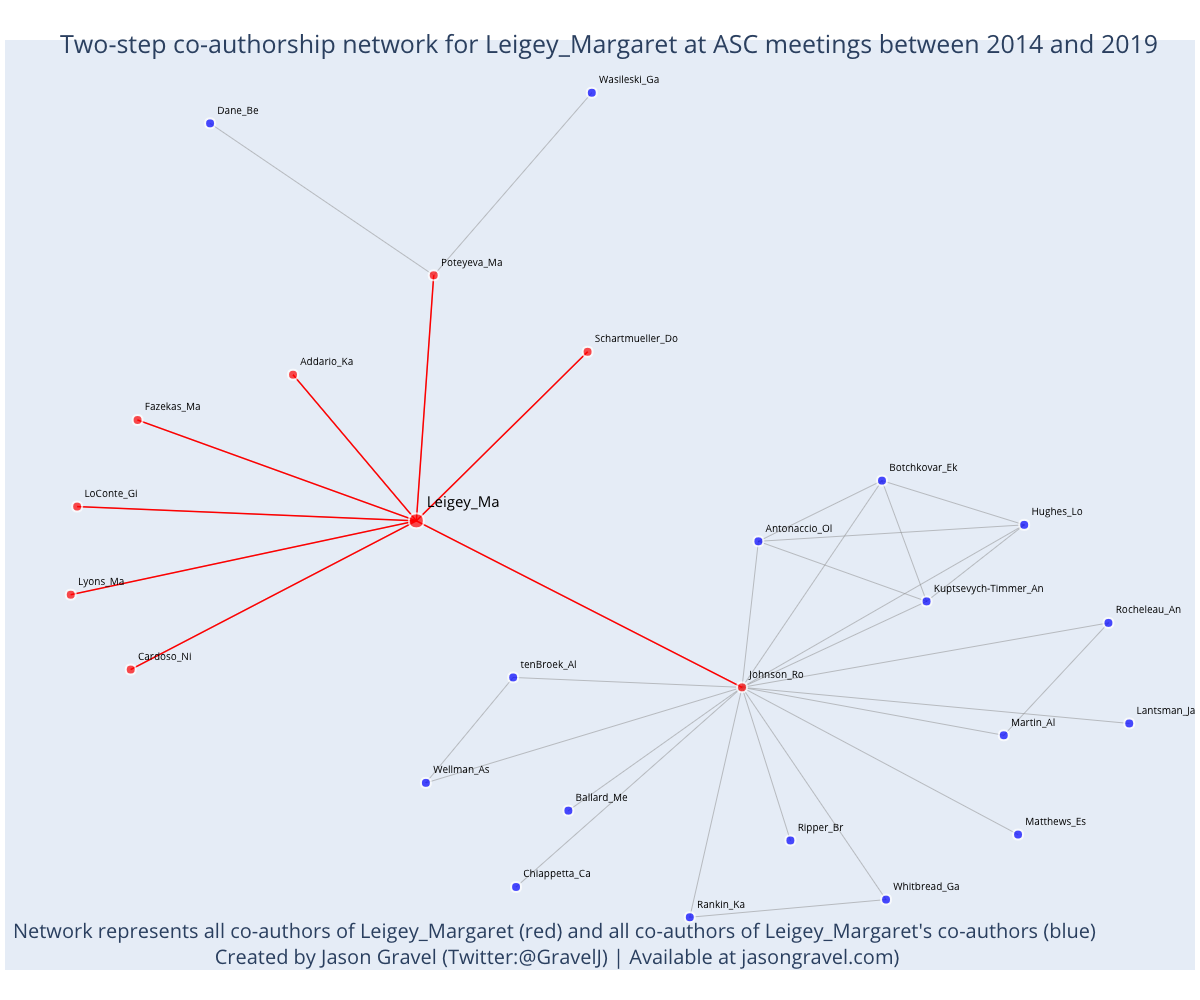 Two-step co-authorship network for Leigey_Margaret at ASC meetings between 2014 and 2019
Wasileski_Ga
Dane_Be
Poteyeva_Ma
Schartmueller_Do
Addario_Ka
Fazekas_Ma
Botchkovar_Ek
LoConte_Gi
Leigey_Ma
Hughes_Lo
Antonaccio_Ol
Lyons_Ma
Kuptsevych-Timmer_An
Rocheleau_An
Cardoso_Ni
tenBroek_Al
Johnson_Ro
Lantsman_Ja
Martin_Al
Wellman_As
Ballard_Me
Matthews_Es
Ripper_Br
Chiappetta_Ca
Whitbread_Ga
Rankin_Ka
Network represents all co-authors of Leigey_Margaret (red) and all co-authors of Leigey_Margaret's co-authors (blue)
Created by Jason Gravel (Twitter:@GravelJ) | Available at jasongravel.com)